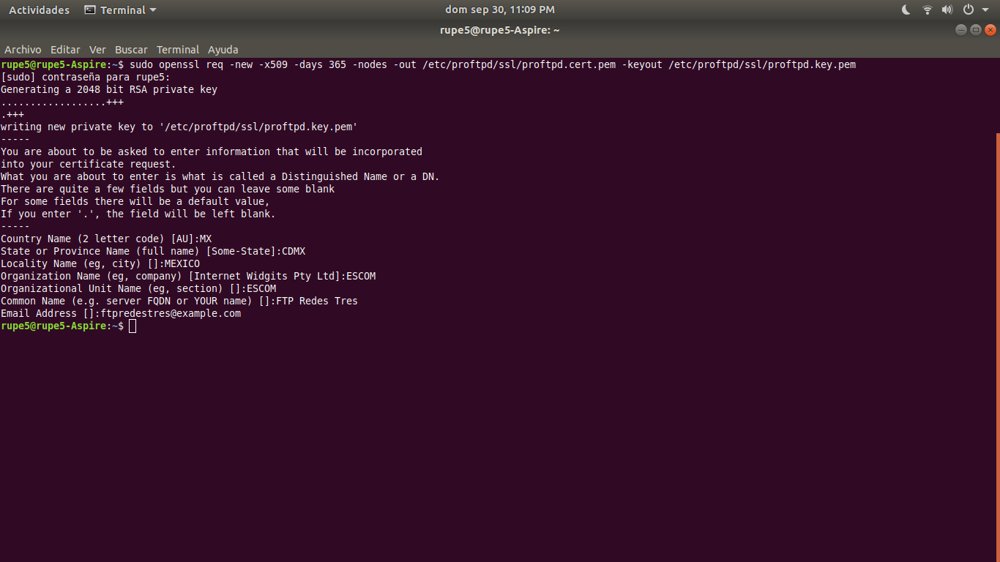 Actividades Terminal dom sep 30, 11:09 PM
rupe5@rupe5-Aspire: ~
Archivo Editar Ver Buscar Terminal Ayuda
rupe5@rupe5-Aspire:~$ sudo openssl req -new -x509 -days 365 -nodes -out /etc/proftpd/ssl/proftpd.cert.pem -keyout /etc/proftpd/ssl/proftpd.key.pem
[sudo] contraseña para rupe5:
Generating a 2048 bit RSA private key
..................+++
.+++
writing new private key to '/etc/proftpd/ssl/proftpd.key.pem'
-----
You are about to be asked to enter information that will be incorporated
into your certificate request.
What you are about to enter is what is called a Distinguished Name or a DN.
There are quite a few fields but you can leave some blank
For some fields there will be a default value,
If you enter '.', the field will be left blank.
-----
Country Name (2 letter code) [AU]:MX
State or Province Name (full name) [Some-State]:CDMX
Locality Name (eg, city) []:MEXICO
Organization Name (eg, company) [Internet Widgits Pty Ltd]:ESCOM
Organizational Unit Name (eg, section) []:ESCOM
Common Name (e.g. server FQDN or YOUR name) []:FTP Redes Tres
Email Address []:ftpredestres@example.com
rupe5@rupe5-Aspire:~$